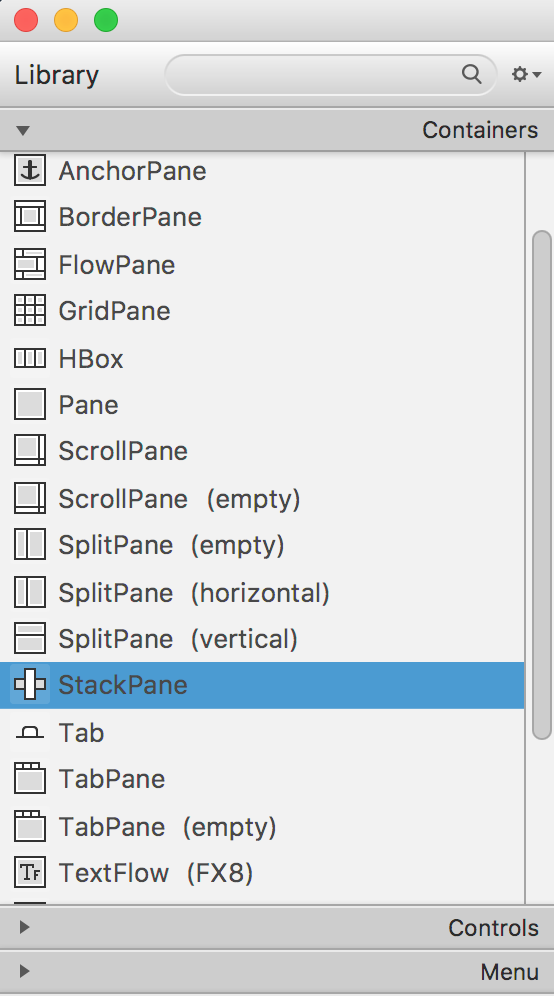 Library
Containers
AnchorPane
BorderPane
FlowPane
GridPane
HBox
Pane
ScrollPane
ScrollPane (empty)
SplitPane (empty)
SplitPane (horizontal)
SplitPane (vertical)
StackPane
Tab
TabPane
TabPane (empty)
TF TextFlow (FX8)
Controls
Menu